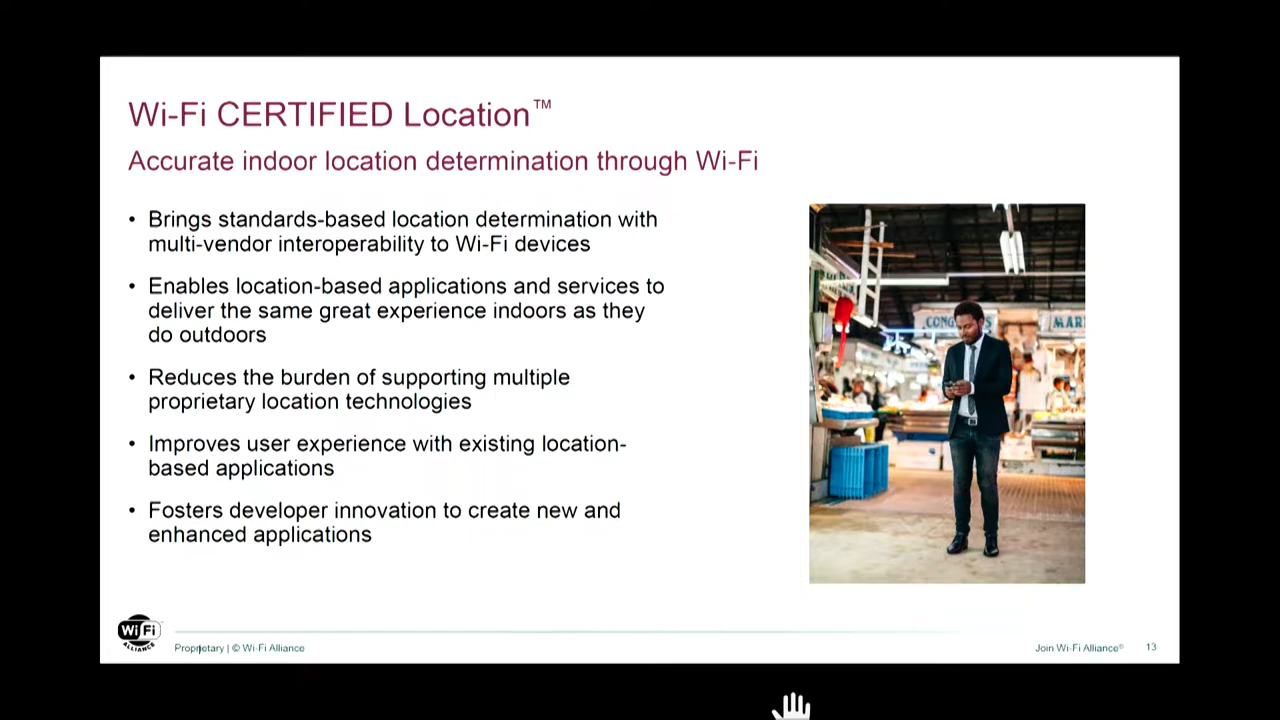 Wi-Fi CERTIFIED Location™
Accurate indoor location determination through Wi-Fi
• Brings standards-based location determination with
multi-vendor interoperability to Wi-Fi devices
• Enables location-based applications and services to
deliver the same great experience indoors as they
do outdoors
• Reduces the burden of supporting multiple
proprietary location technologies
• Improves user experience with existing location-
based applications
• Fosters developer innovation to create new and
enhanced applications
Wi Fi
ALLIANCE
Proprietary | © Wi-Fi Alliance
Join Wi-Fi Alliance®
13